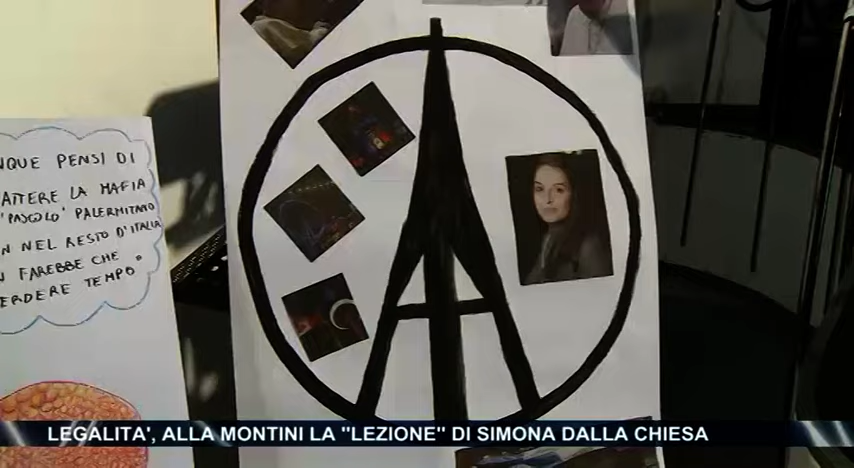 NQUE PENSI DI
ATTERE LA MAFIA
"PASCOLO" PALERMITANO
N NEL RESTO D'ITALIA
N FAREBBE CHE
ERDERE TEMPO.
LEGALITA', ALLA MONTINI LA "LEZIONE" DI SIMONA DALLA CHIESA